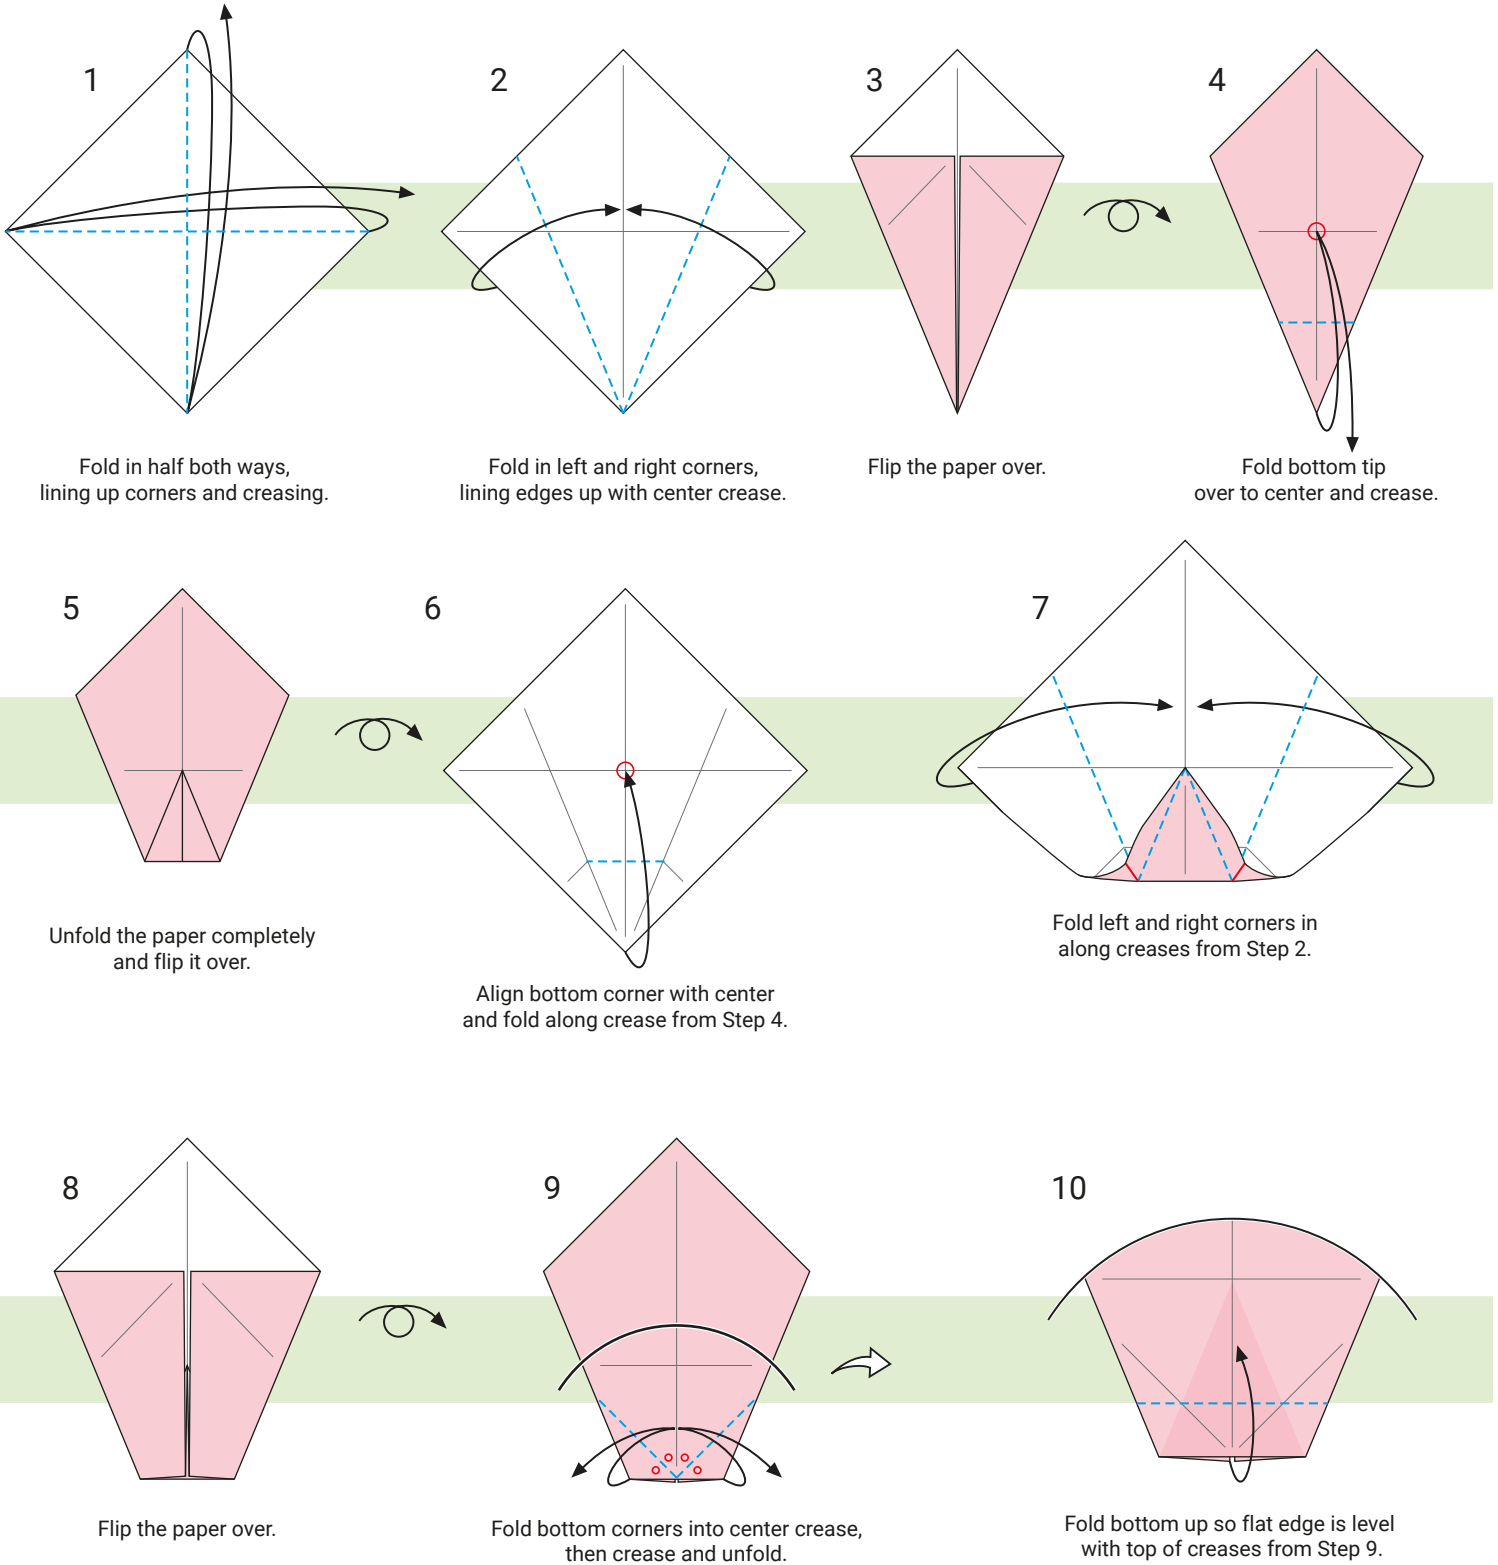 1
2
3
4
Fold in half both ways,
lining up corners and creasing.
Fold in left and right corners,
lining edges up with center crease.
Flip the paper over.
Fold bottom tip
over to center and crease.
5
6
7
Unfold the paper completely
and flip it over.
Align bottom corner with center
and fold along crease from Step 4.
Fold left and right corners in
along creases from Step 2.
8
9
10
Flip the paper over.
Fold bottom corners into center crease,
then crease and unfold.
Fold bottom up so flat edge is level
with top of creases from Step 9.